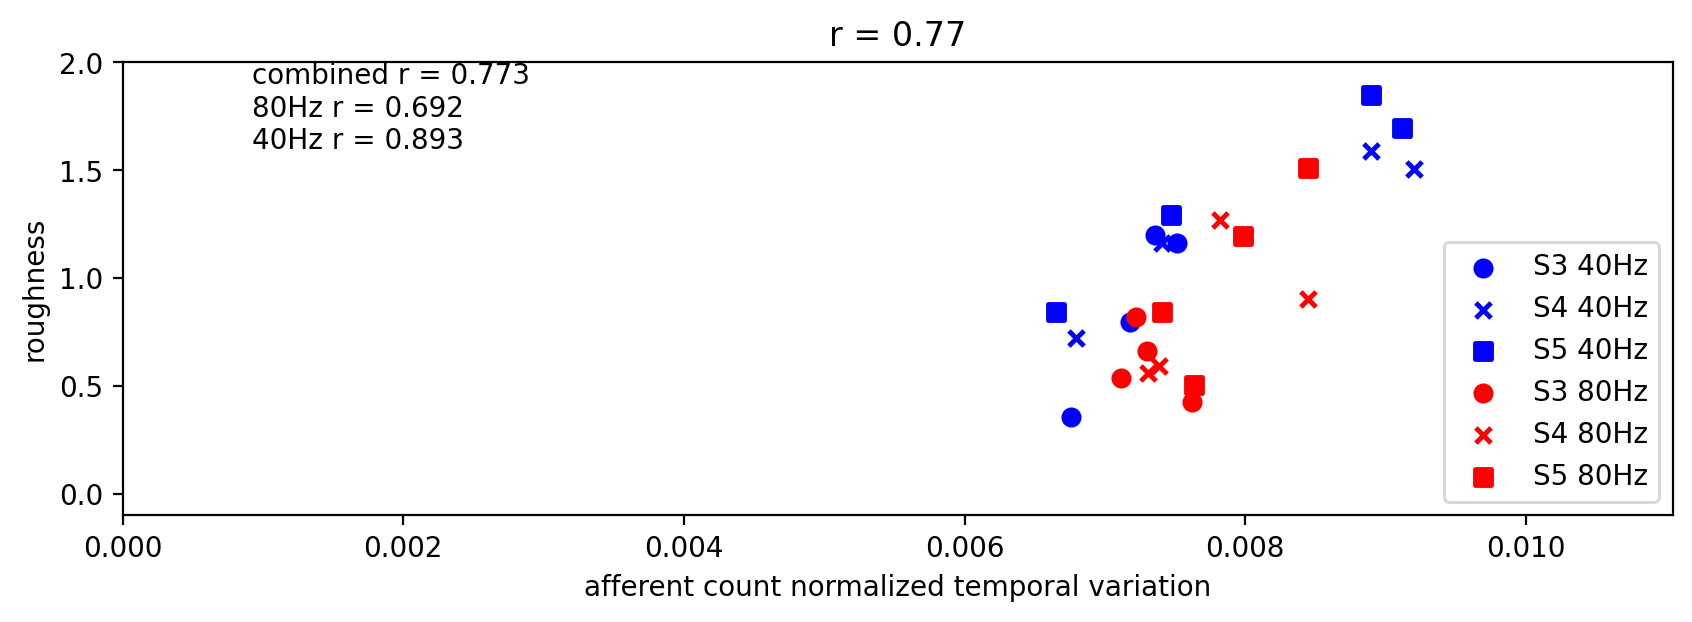 r = 0.77
combined r = 0.773
80Hz r = 0.692
40Hz r = 0.893
2.0
1.5
1.0
0.5
0.0
roughness
S3 40Hz
S4 40Hz
S5 40Hz
S3 80Hz
S4 80Hz
S5 80Hz
0.000 0.002 0.004 0.006 0.008 0.010
afferent count normalized temporal variation